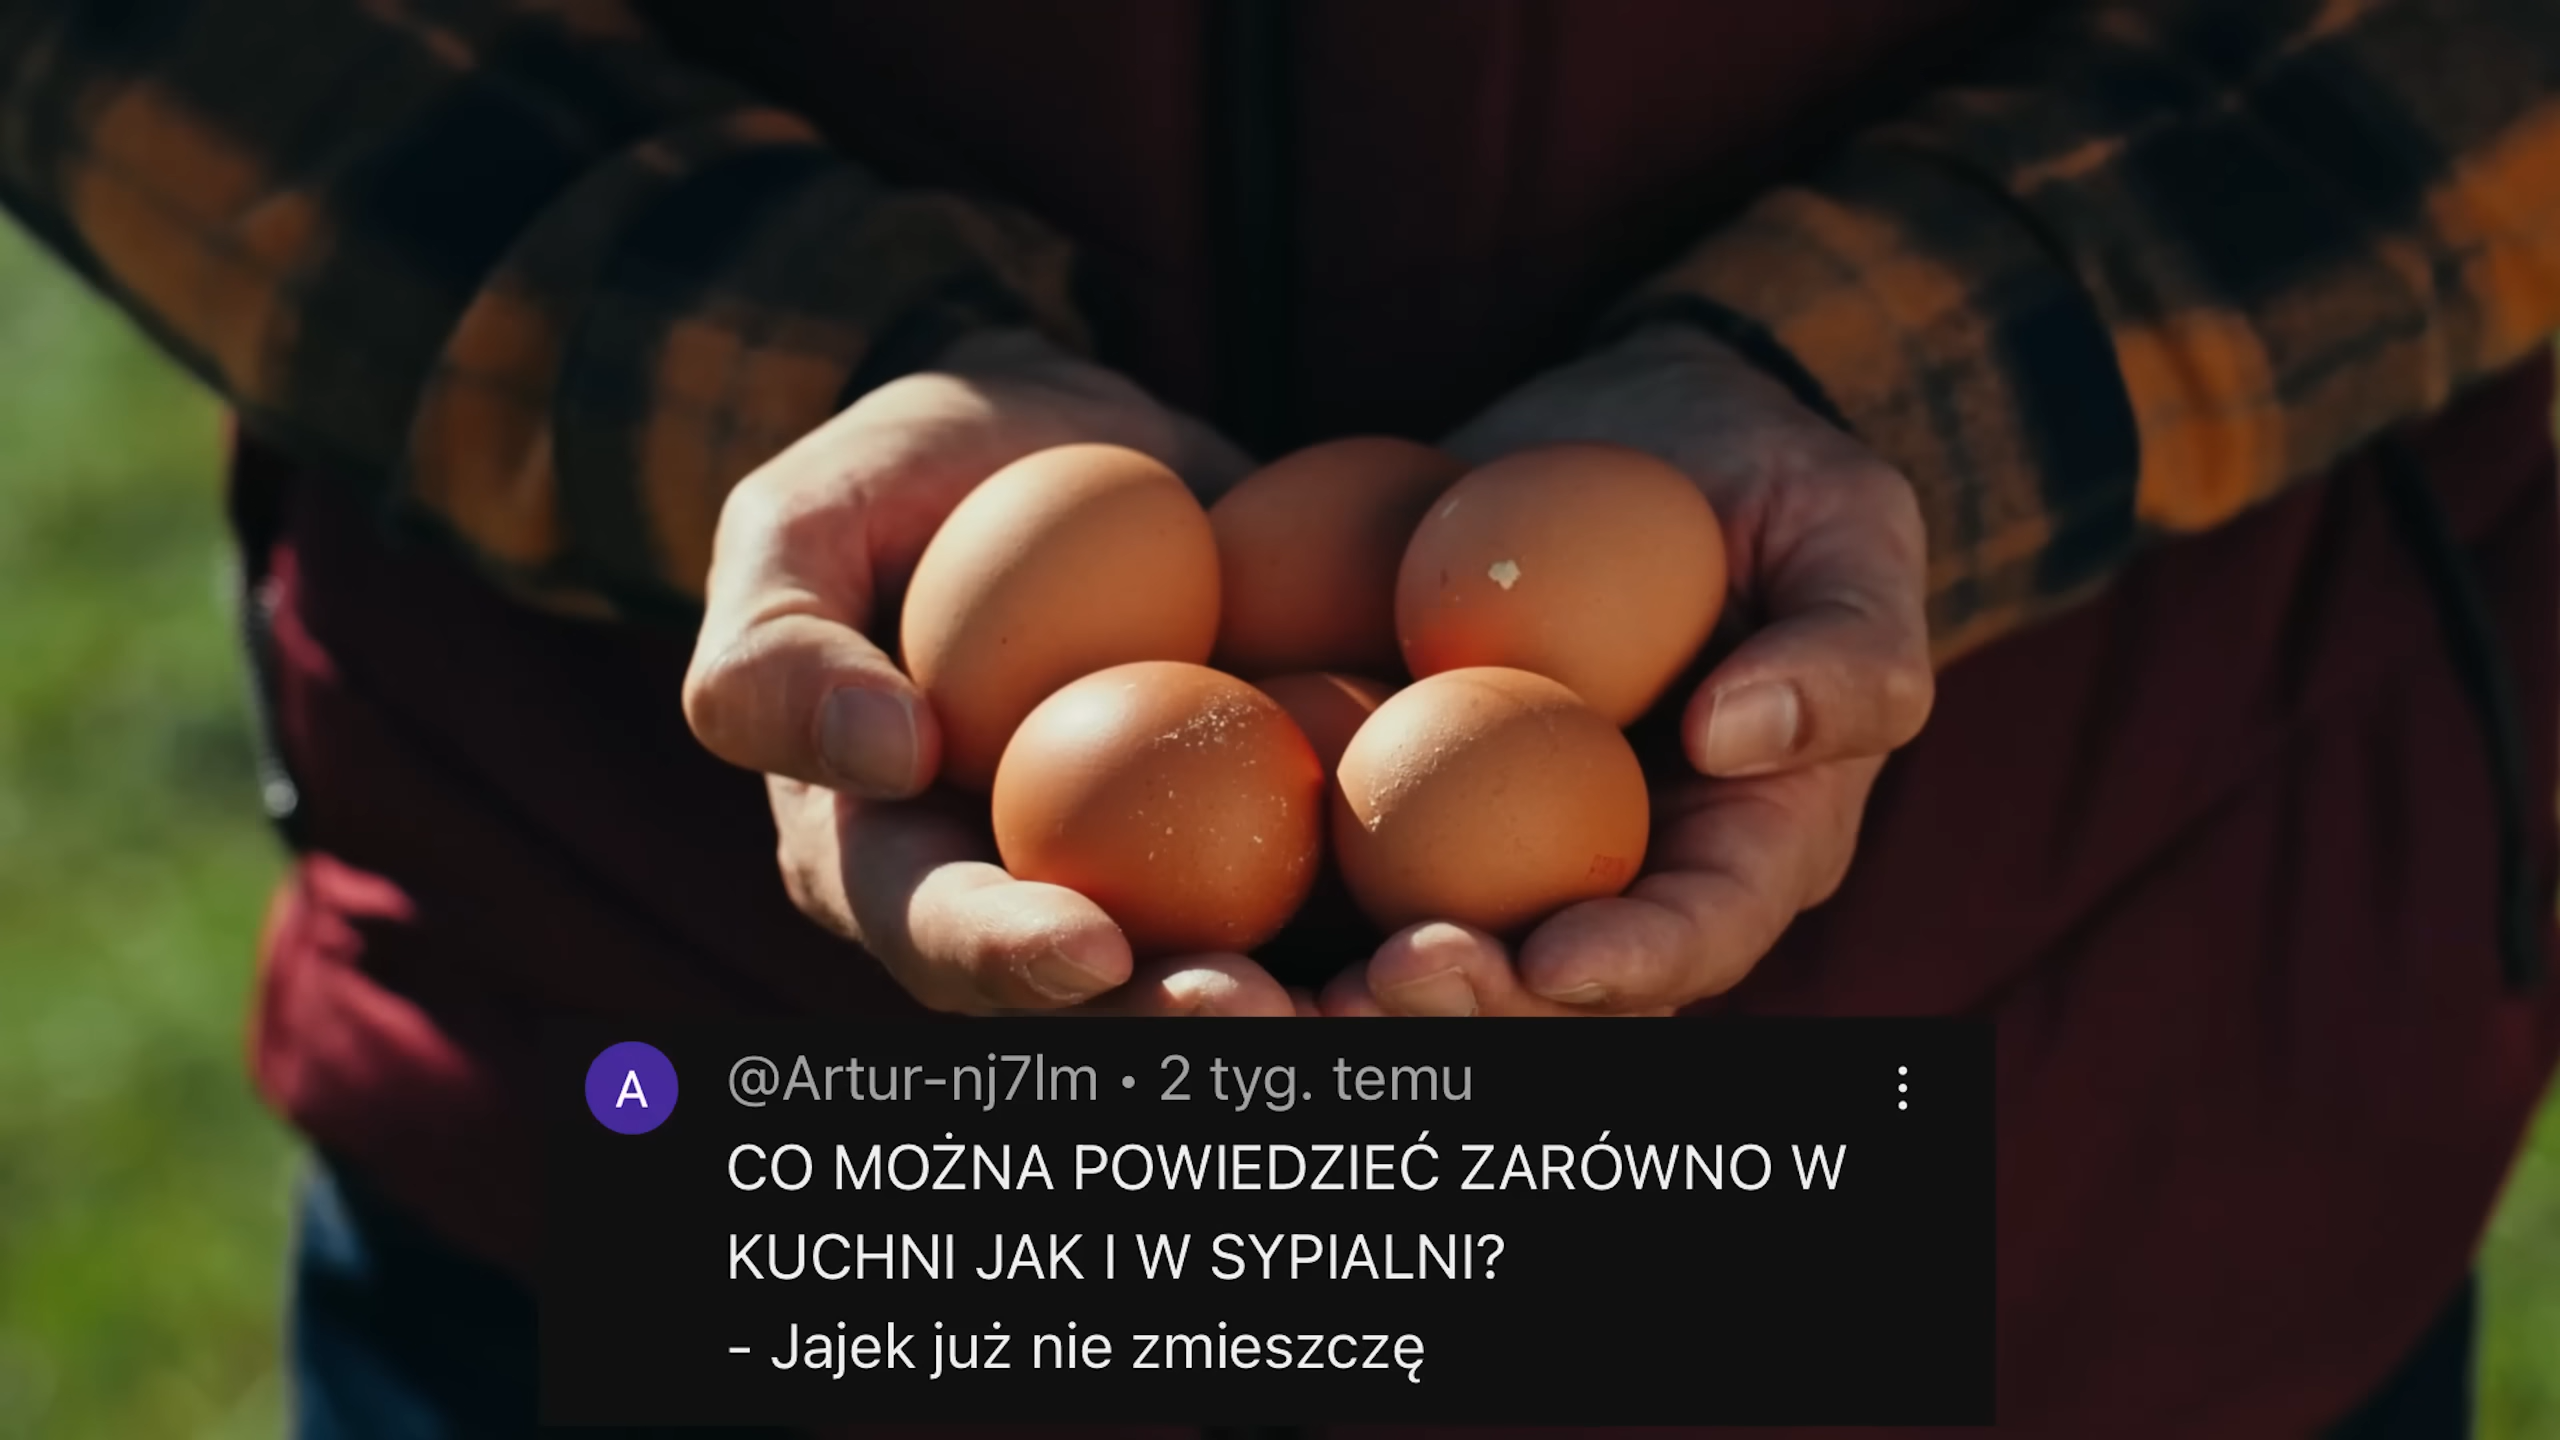 A
@Artur-nj7lm • 2 tyg. temu
CO MOŻNA POWIEDZIEĆ ZARÓWNO W
KUCHNI JAK I W SYPIALNI?
- Jajek już nie zmieszczę